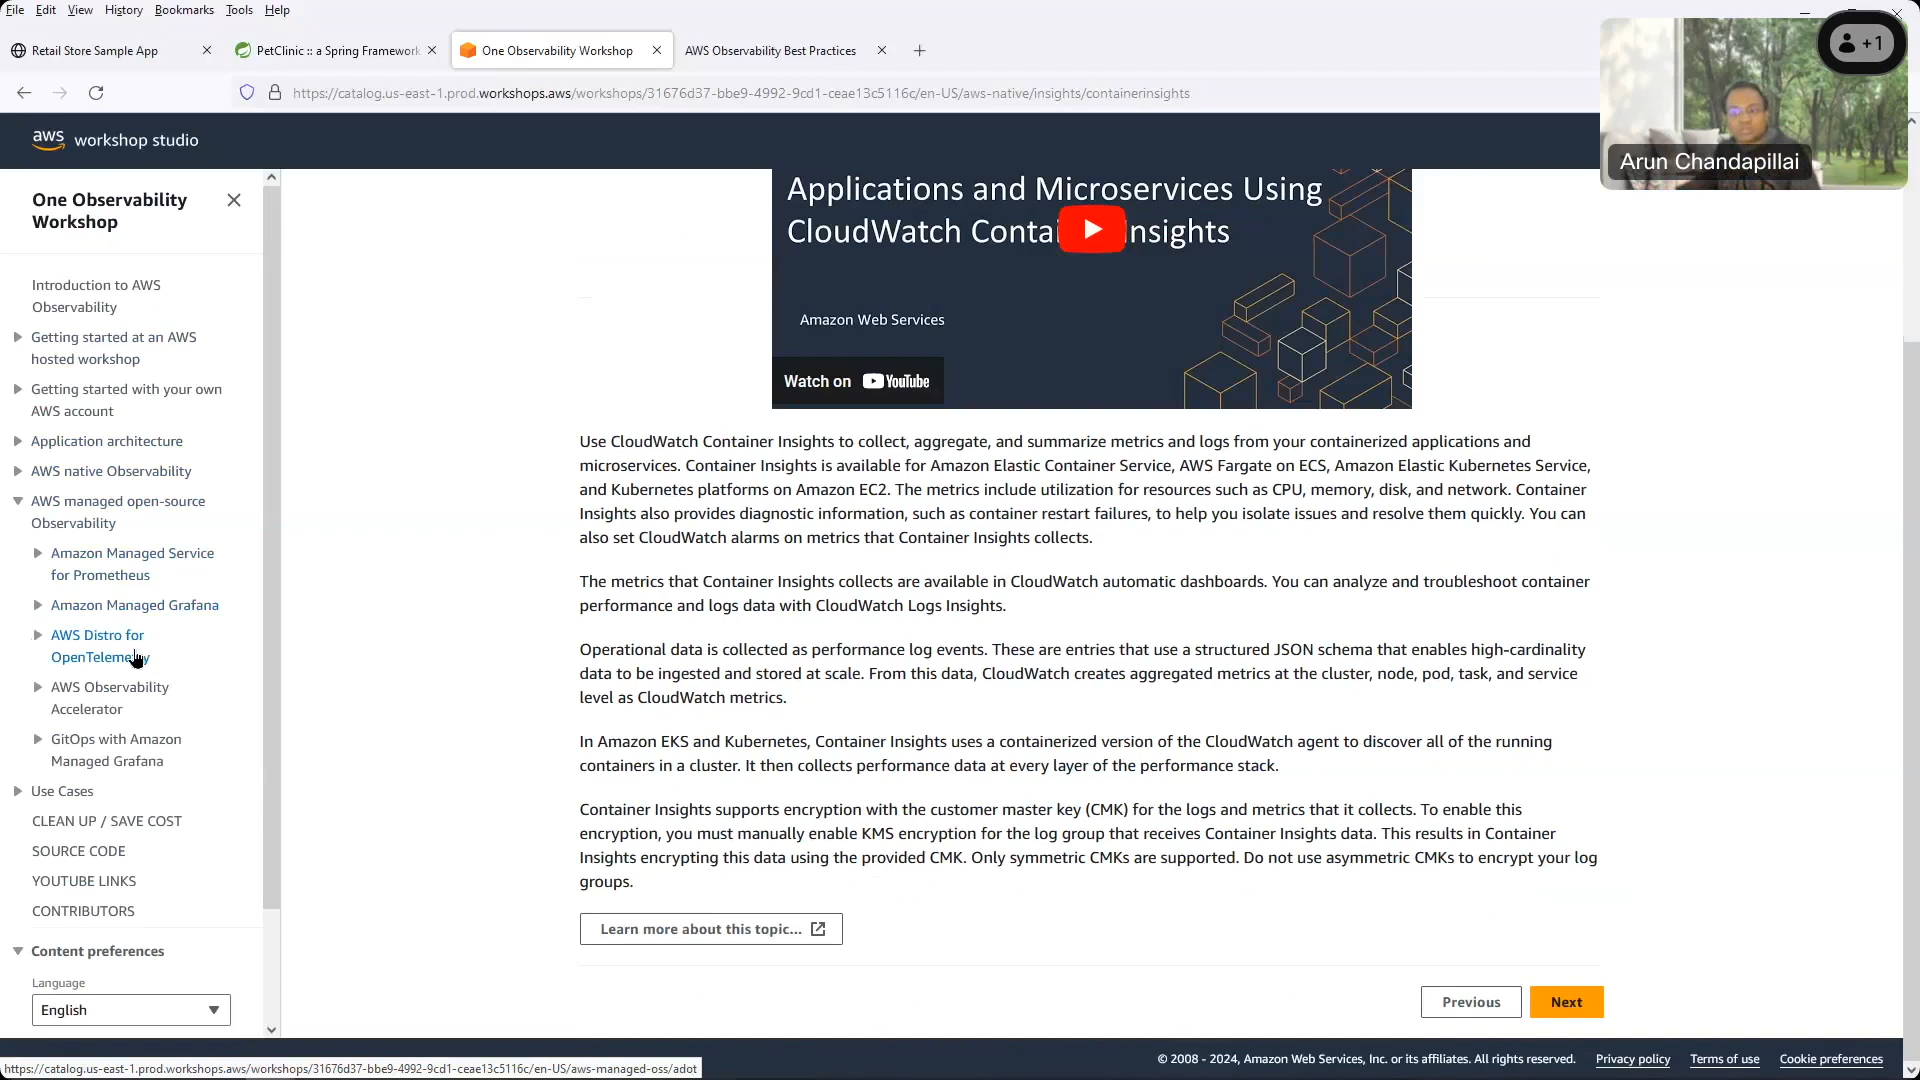 File Edit View History Bookmarks Tools Help
Retail Store Sample App
PetClinic :: a Spring Framework
One Observability Workshop
AWS Observability Best Practices
+1
https://catalog.us-east-1.prod.workshops.aws/workshops/31676d37-bbe9-4992-9cd1-ceae13c5116c/en-US/aws-native/insights/containerinsights
aws workshop studio
Arun Chandapillai
One Observability
Workshop
Introduction to AWS
Observability
Getting started at an AWS
hosted workshop
Getting started with your own
AWS account
Application architecture
AWS native Observability
AWS managed open-source
Observability
Amazon Managed Service
for Prometheus
Amazon Managed Grafana
AWS Distro for
OpenTelemetry
AWS Observability
Accelerator
GitOps with Amazon
Managed Grafana
Use Cases
CLEAN UP / SAVE COST
SOURCE CODE
YOUTUBE LINKS
CONTRIBUTORS
Content preferences
Language
English
Applications and Microservices Using
CloudWatch Container Insights
Amazon Web Services
Watch on YouTube
Use CloudWatch Container Insights to collect, aggregate, and summarize metrics and logs from your containerized applications and
microservices. Container Insights is available for Amazon Elastic Container Service, AWS Fargate on ECS, Amazon Elastic Kubernetes Service,
and Kubernetes platforms on Amazon EC2. The metrics include utilization for resources such as CPU, memory, disk, and network. Container
Insights also provides diagnostic information, such as container restart failures, to help you isolate issues and resolve them quickly. You can
also set CloudWatch alarms on metrics that Container Insights collects.
The metrics that Container Insights collects are available in CloudWatch automatic dashboards. You can analyze and troubleshoot container
performance and logs data with CloudWatch Logs Insights.
Operational data is collected as performance log events. These are entries that use a structured JSON schema that enables high-cardinality
data to be ingested and stored at scale. From this data, CloudWatch creates aggregated metrics at the cluster, node, pod, task, and service
level as CloudWatch metrics.
In Amazon EKS and Kubernetes, Container Insights uses a containerized version of the CloudWatch agent to discover all of the running
containers in a cluster. It then collects performance data at every layer of the performance stack.
Container Insights supports encryption with the customer master key (CMK) for the logs and metrics that it collects. To enable this
encryption, you must manually enable KMS encryption for the log group that receives Container Insights data. This results in Container
Insights encrypting this data using the provided CMK. Only symmetric CMKs are supported. Do not use asymmetric CMKs to encrypt your log
groups.
Learn more about this topic...
Previous Next
© 2008 - 2024, Amazon Web Services, Inc. or its affiliates. All rights reserved. Privacy policy Terms of use Cookie preferences
https://catalog.us-east-1.prod.workshops.aws/workshops/31676d37-bbe9-4992-9cd1-ceae13c5116c/en-US/aws-managed-oss/adot